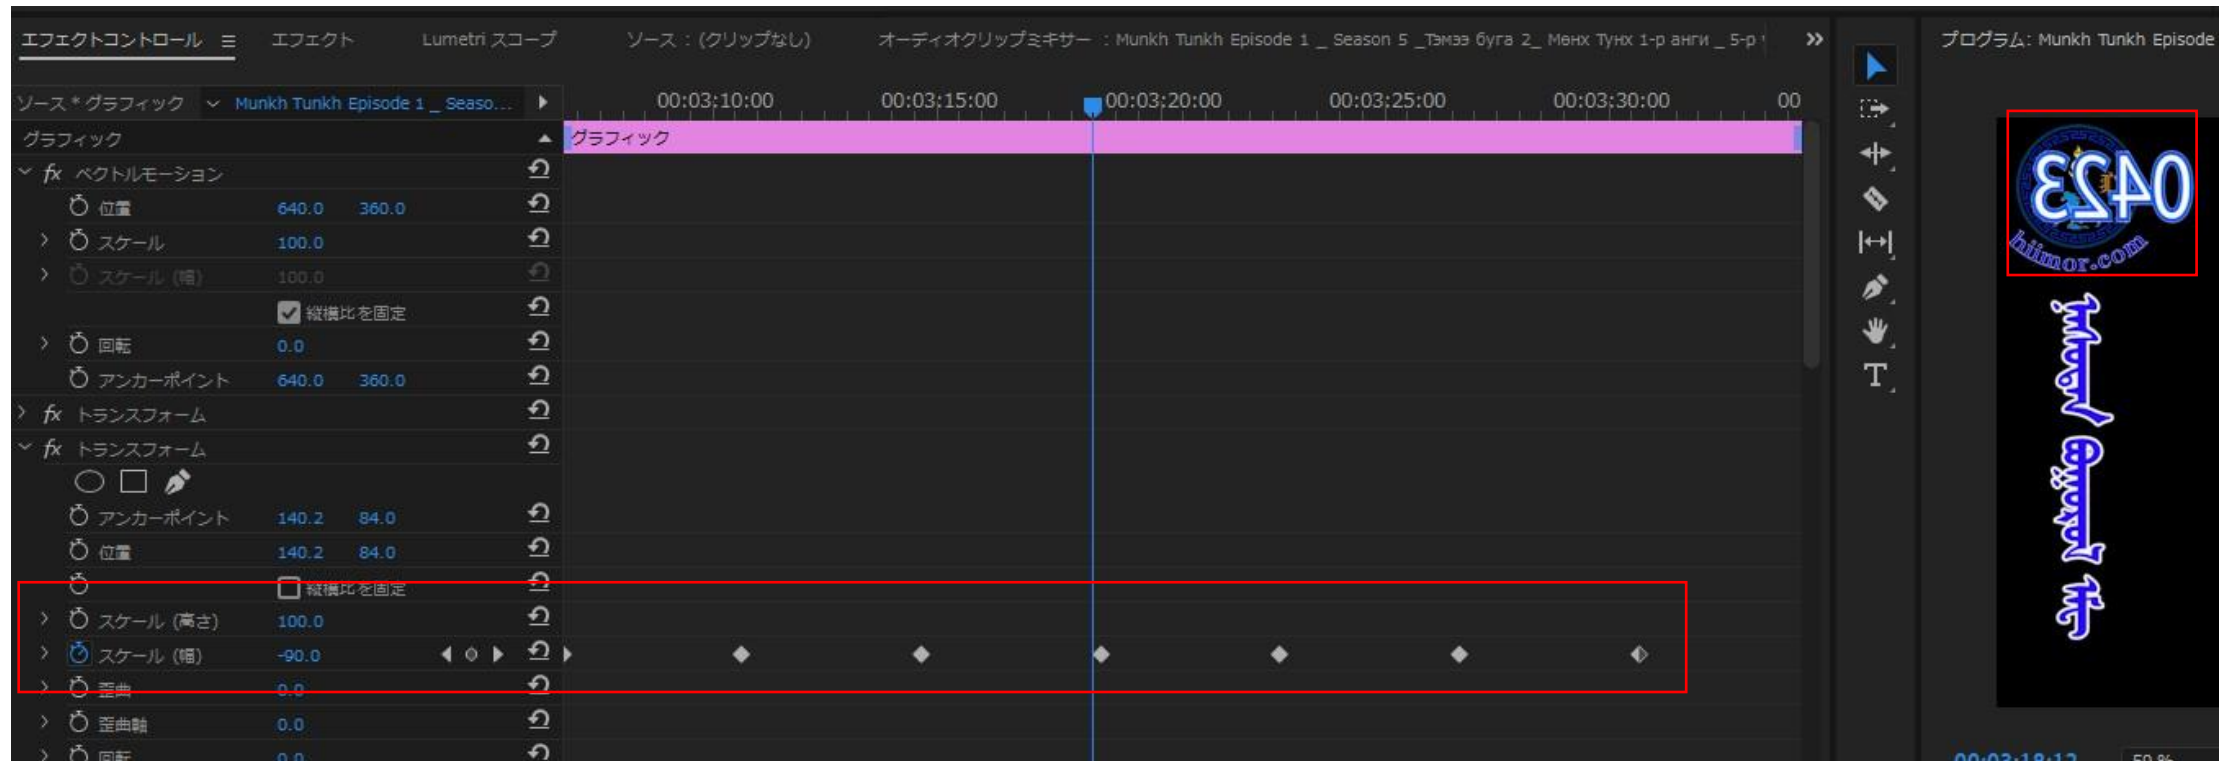 エフェクトコントロール エフェクト Lumetri スコープ ソース : (クリップなし) オーディオクリップミキサー : Munkh Tunkh Episode 1 _ Season 5 _Тэмээ буга 2_ Мөнх Тунх 1-р анги _ 5-р プログラム: Munkh Tunkh Episode
ソース * グラフィック Munkh Tunkh Episode 1 _ Seaso... 00:03:10:00 00:03:15:00 00:03:20:00 00:03:25:00 00:03:30:00 00
グラフィック グラフィック
fx ベクトルモーション
位置 640.0 360.0
スケール 100.0
スケール (幅) 100.0
縦横比を固定
回転 0.0
アンカーポイント 640.0 360.0
fx トランスフォーム
fx トランスフォーム
アンカーポイント 140.2 84.0
位置 140.2 84.0
縦横比を固定
スケール (高さ) 100.0
スケール (幅) -90.0
歪曲 0.0
歪曲軸 0.0
回転 0.0
T
0423
hiimor.com
00:03:18:12 50 %